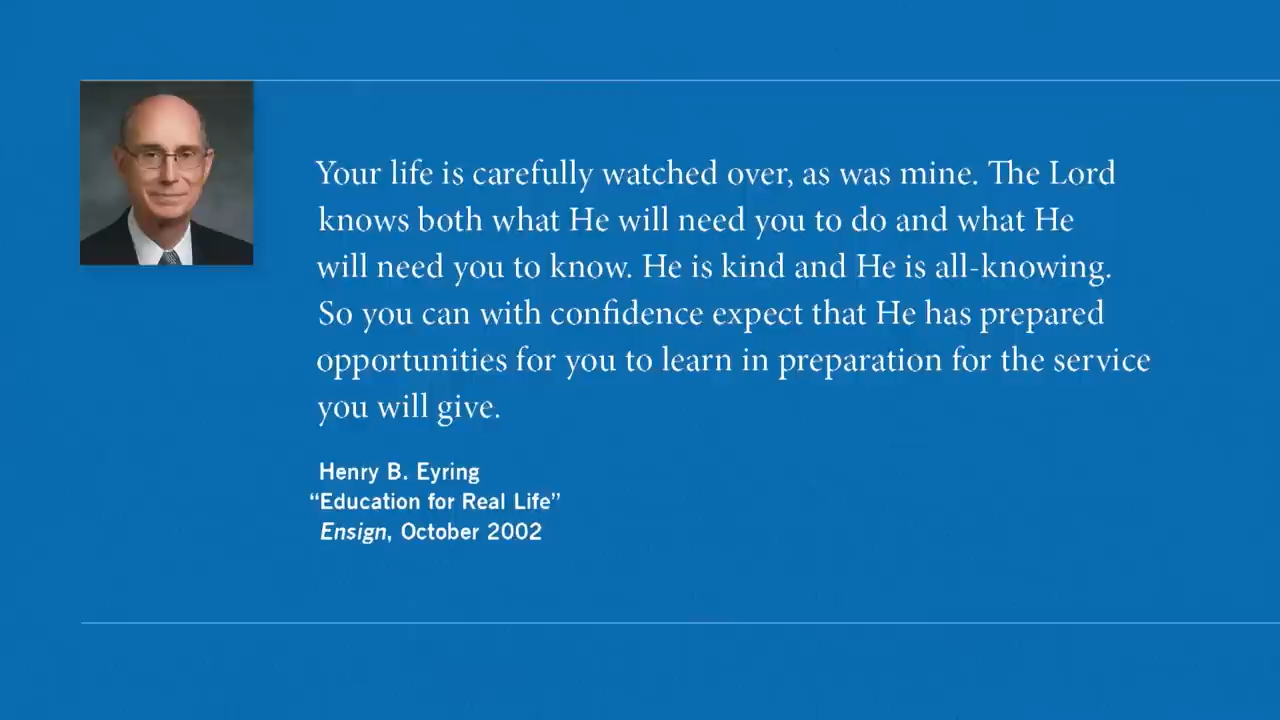 Your life is carefully watched over, as was mine. The Lord
knows both what He will need you to do and what He
will need you to know. He is kind and He is all-knowing.
So you can with confidence expect that He has prepared
opportunities for you to learn in preparation for the service
you will give.
Henry B. Eyring
“Education for Real Life”
Ensign, October 2002